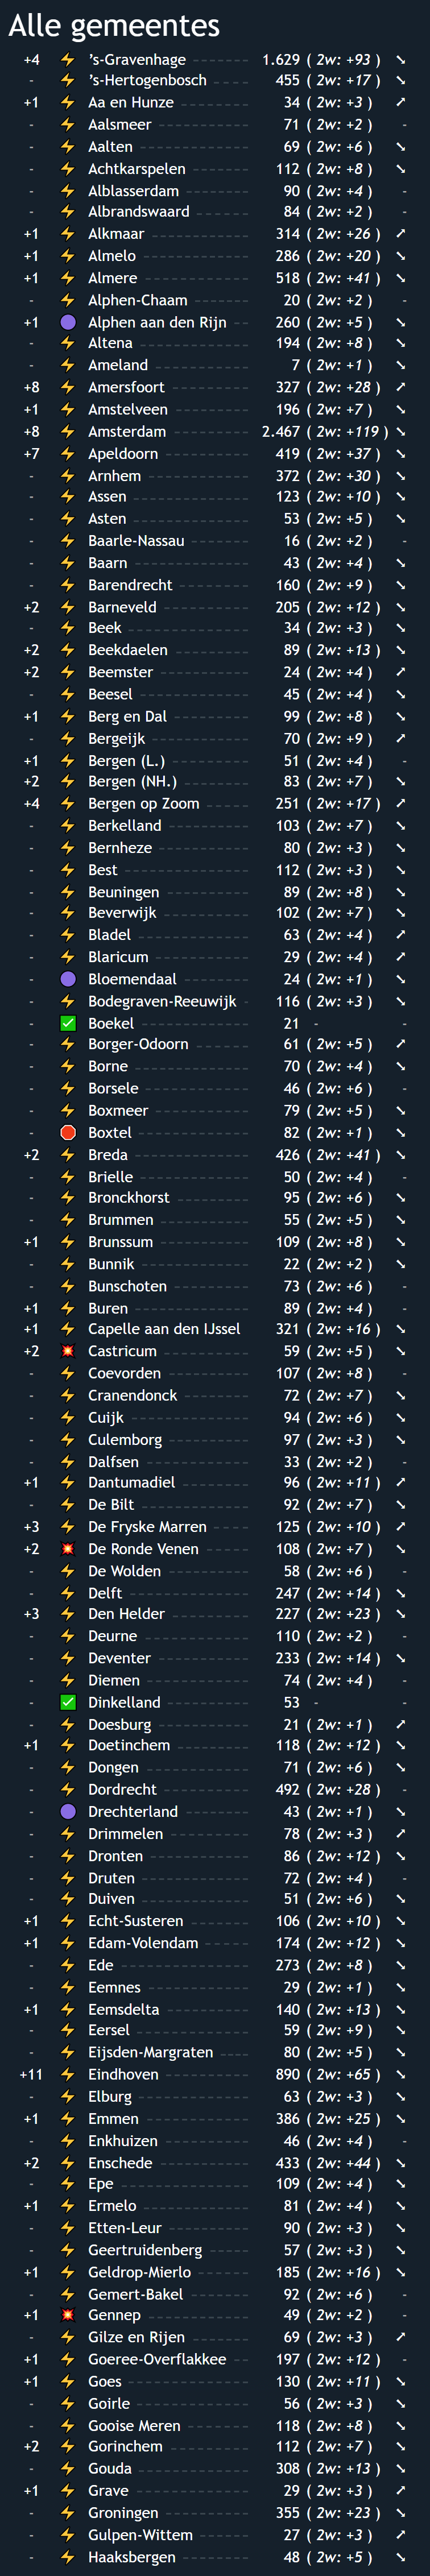 Alle gemeentes
+4 ⚡ ’s-Gravenhage 1.629 ( 2w: +93 ) ➘
- ⚡ ’s-Hertogenbosch 455 ( 2w: +17 ) ➘
+1 ⚡ Aa en Hunze 34 ( 2w: +3 ) ➚
- ⚡ Aalsmeer 71 ( 2w: +2 ) -
- ⚡ Aalten 69 ( 2w: +6 ) ➘
- ⚡ Achtkarspelen 112 ( 2w: +8 ) ➘
- ⚡ Alblasserdam 90 ( 2w: +4 ) -
- ⚡ Albrandswaard 84 ( 2w: +2 ) -
+1 ⚡ Alkmaar 314 ( 2w: +26 ) ➚
+1 ⚡ Almelo 286 ( 2w: +20 ) ➘
+1 ⚡ Almere 518 ( 2w: +41 ) ➘
- ⚡ Alphen-Chaam 20 ( 2w: +2 ) -
+1 🟣 Alphen aan den Rijn 260 ( 2w: +5 ) ➘
- ⚡ Altena 194 ( 2w: +8 ) ➘
- ⚡ Ameland 7 ( 2w: +1 ) ➘
+8 ⚡ Amersfoort 327 ( 2w: +28 ) ➚
+1 ⚡ Amstelveen 196 ( 2w: +7 ) ➘
+8 ⚡ Amsterdam 2.467 ( 2w: +119 ) ➘
+7 ⚡ Apeldoorn 419 ( 2w: +37 ) ➘
- ⚡ Arnhem 372 ( 2w: +30 ) ➘
- ⚡ Assen 123 ( 2w: +10 ) ➘
- ⚡ Asten 53 ( 2w: +5 ) ➘
- ⚡ Baarle-Nassau 16 ( 2w: +2 ) -
- ⚡ Baarn 43 ( 2w: +4 ) ➘
- ⚡ Barendrecht 160 ( 2w: +9 ) ➘
+2 ⚡ Barneveld 205 ( 2w: +12 ) ➘
- ⚡ Beek 34 ( 2w: +3 ) ➘
+2 ⚡ Beekdaelen 89 ( 2w: +13 ) ➘
+2 ⚡ Beemster 24 ( 2w: +4 ) ➚
- ⚡ Beesel 45 ( 2w: +4 ) ➘
+1 ⚡ Berg en Dal 99 ( 2w: +8 ) ➘
- ⚡ Bergeijk 70 ( 2w: +9 ) ➚
+1 ⚡ Bergen (L.) 51 ( 2w: +4 ) -
+2 ⚡ Bergen (NH.) 83 ( 2w: +7 ) ➘
+4 ⚡ Bergen op Zoom 251 ( 2w: +17 ) ➚
- ⚡ Berkelland 103 ( 2w: +7 ) ➘
- ⚡ Bernheze 80 ( 2w: +3 ) ➘
- ⚡ Best 112 ( 2w: +3 ) ➘
- ⚡ Beuningen 89 ( 2w: +8 ) ➘
- ⚡ Beverwijk 102 ( 2w: +7 ) ➘
- ⚡ Bladel 63 ( 2w: +4 ) ➚
- ⚡ Blaricum 29 ( 2w: +4 ) ➚
- 🟣 Bloemendaal 24 ( 2w: +1 ) ➘
- ⚡ Bodegraven-Reeuwijk 116 ( 2w: +3 ) ➘
- ✅ Boekel 21 - -
- ⚡ Borger-Odoorn 61 ( 2w: +5 ) ➚
- ⚡ Borne 70 ( 2w: +4 ) ➘
- ⚡ Borsele 46 ( 2w: +6 ) -
- ⚡ Boxmeer 79 ( 2w: +5 ) ➘
- 🛑 Boxtel 82 ( 2w: +1 ) ➘
+2 ⚡ Breda 426 ( 2w: +41 ) ➘
- ⚡ Brielle 50 ( 2w: +4 ) -
- ⚡ Bronckhorst 95 ( 2w: +6 ) ➘
- ⚡ Brummen 55 ( 2w: +5 ) ➘
+1 ⚡ Brunssum 109 ( 2w: +8 ) ➘
- ⚡ Bunnik 22 ( 2w: +2 ) ➘
- ⚡ Bunschoten 73 ( 2w: +6 ) -
+1 ⚡ Buren 89 ( 2w: +4 ) -
+1 ⚡ Capelle aan den IJssel 321 ( 2w: +16 ) ➘
+2 💥 Castricum 59 ( 2w: +5 ) ➘
- ⚡ Coevorden 107 ( 2w: +8 ) -
- ⚡ Cranendonck 72 ( 2w: +7 ) ➘
- ⚡ Cuijk 94 ( 2w: +6 ) ➘
- ⚡ Culemborg 97 ( 2w: +3 ) ➘
- ⚡ Dalfsen 33 ( 2w: +2 ) -
+1 ⚡ Dantumadiel 96 ( 2w: +11 ) ➚
- ⚡ De Bilt 92 ( 2w: +7 ) ➘
+3 ⚡ De Fryske Marren 125 ( 2w: +10 ) ➚
+2 💥 De Ronde Venen 108 ( 2w: +7 ) ➘
- ⚡ De Wolden 58 ( 2w: +6 ) -
- ⚡ Delft 247 ( 2w: +14 ) ➘
+3 ⚡ Den Helder 227 ( 2w: +23 ) ➘
- ⚡ Deurne 110 ( 2w: +2 ) -
- ⚡ Deventer 233 ( 2w: +14 ) ➘
- ⚡ Diemen 74 ( 2w: +4 ) -
- ✅ Dinkelland 53 - -
- ⚡ Doesburg 21 ( 2w: +1 ) ➚
+1 ⚡ Doetinchem 118 ( 2w: +12 ) ➘
- ⚡ Dongen 71 ( 2w: +6 ) ➘
- ⚡ Dordrecht 492 ( 2w: +28 ) -
- 🟣 Drechterland 43 ( 2w: +1 ) ➘
- ⚡ Drimmelen 78 ( 2w: +3 ) ➚
- ⚡ Dronten 86 ( 2w: +12 ) ➘
- ⚡ Druten 72 ( 2w: +4 ) -
- ⚡ Duiven 51 ( 2w: +6 ) ➘
+1 ⚡ Echt-Susteren 106 ( 2w: +10 ) ➘
+1 ⚡ Edam-Volendam 174 ( 2w: +12 ) ➘
- ⚡ Ede 273 ( 2w: +8 ) ➘
- ⚡ Eemnes 29 ( 2w: +1 ) ➘
+1 ⚡ Eemsdelta 140 ( 2w: +13 ) ➘
- ⚡ Eersel 59 ( 2w: +9 ) ➘
- ⚡ Eijsden-Margraten 80 ( 2w: +5 ) ➘
+11 ⚡ Eindhoven 890 ( 2w: +65 ) ➘
- ⚡ Elburg 63 ( 2w: +3 ) ➘
+1 ⚡ Emmen 386 ( 2w: +25 ) ➘
- ⚡ Enkhuizen 46 ( 2w: +4 ) -
+2 ⚡ Enschede 433 ( 2w: +44 ) ➘
- ⚡ Epe 109 ( 2w: +4 ) ➘
+1 ⚡ Ermelo 81 ( 2w: +4 ) ➘
- ⚡ Etten-Leur 90 ( 2w: +3 ) ➘
- ⚡ Geertruidenberg 57 ( 2w: +3 ) ➘
+1 ⚡ Geldrop-Mierlo 185 ( 2w: +16 ) ➘
- ⚡ Gemert-Bakel 92 ( 2w: +6 ) -
+1 💥 Gennep 49 ( 2w: +2 ) -
- ⚡ Gilze en Rijen 69 ( 2w: +3 ) ➚
+1 ⚡ Goeree-Overflakkee 197 ( 2w: +12 ) -
+1 ⚡ Goes 130 ( 2w: +11 ) ➘
- ⚡ Goirle 56 ( 2w: +3 ) ➘
- ⚡ Gooise Meren 118 ( 2w: +8 ) ➘
+2 ⚡ Gorinchem 112 ( 2w: +7 ) ➘
- ⚡ Gouda 308 ( 2w: +13 ) ➘
+1 ⚡ Grave 29 ( 2w: +3 ) ➚
- ⚡ Groningen 355 ( 2w: +23 ) ➘
- ⚡ Gulpen-Wittem 27 ( 2w: +3 ) ➚
- ⚡ Haaksbergen 48 ( 2w: +5 ) ➘